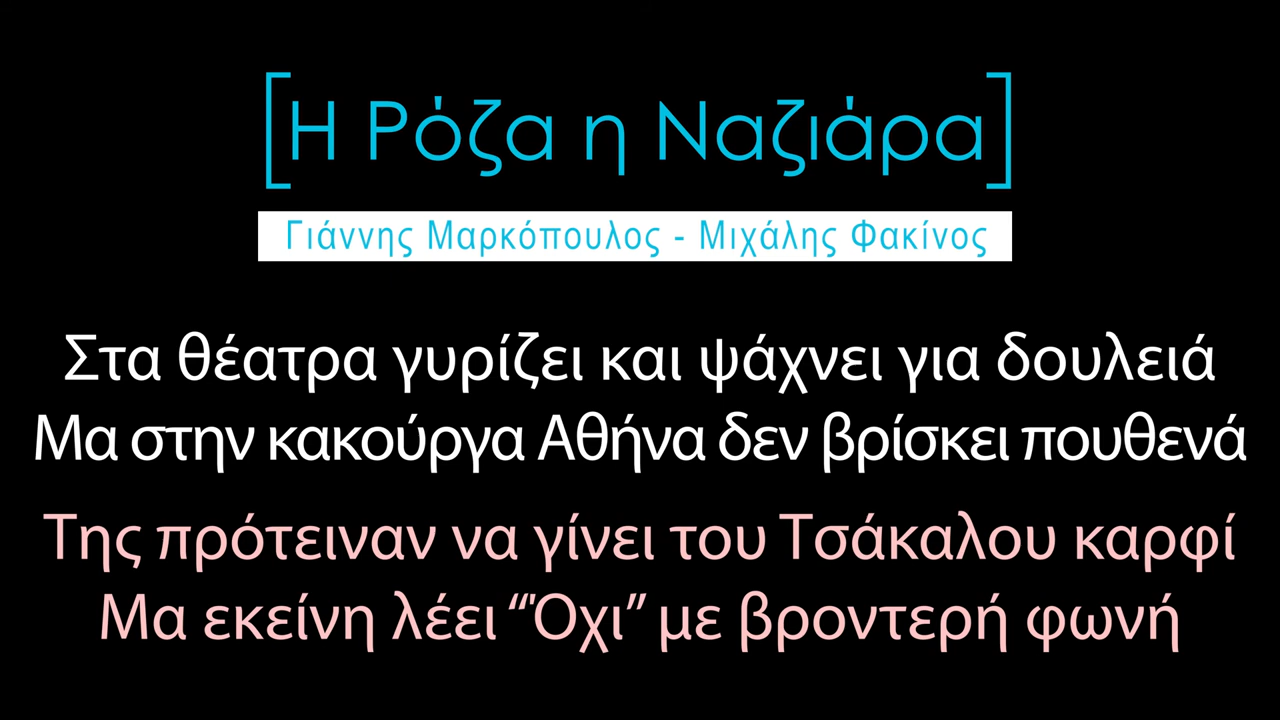 [Η Ρόζα η Ναζιάρα]
Γιάννης Μαρκόπουλος - Μιχάλης Φακίνος
Στα θέατρα γυρίζει και ψάχνει για δουλειά
Μα στην κακούργα Αθήνα δεν βρίσκει πουθενά
Της πρότειναν να γίνει του Τσάκαλου καρφί
Μα εκείνη λέει “Όχι” με βροντερή φωνή